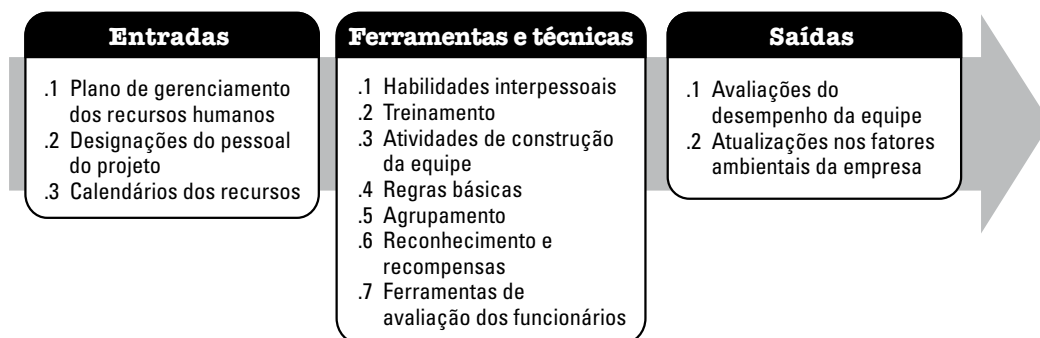 Entradas
.1 Plano de gerenciamento
dos recursos humanos
.2 Designações do pessoal
do projeto
.3 Calendários dos recursos
Ferramentas e técnicas
.1 Habilidades interpessoais
.2 Treinamento
.3 Atividades de construção
da equipe
.4 Regras básicas
.5 Agrupamento
.6 Reconhecimento e
recompensas
.7 Ferramentas de
avaliação dos funcionários
Saídas
.1 Avaliações do
desempenho da equipe
.2 Atualizações nos fatores
ambientais da empresa